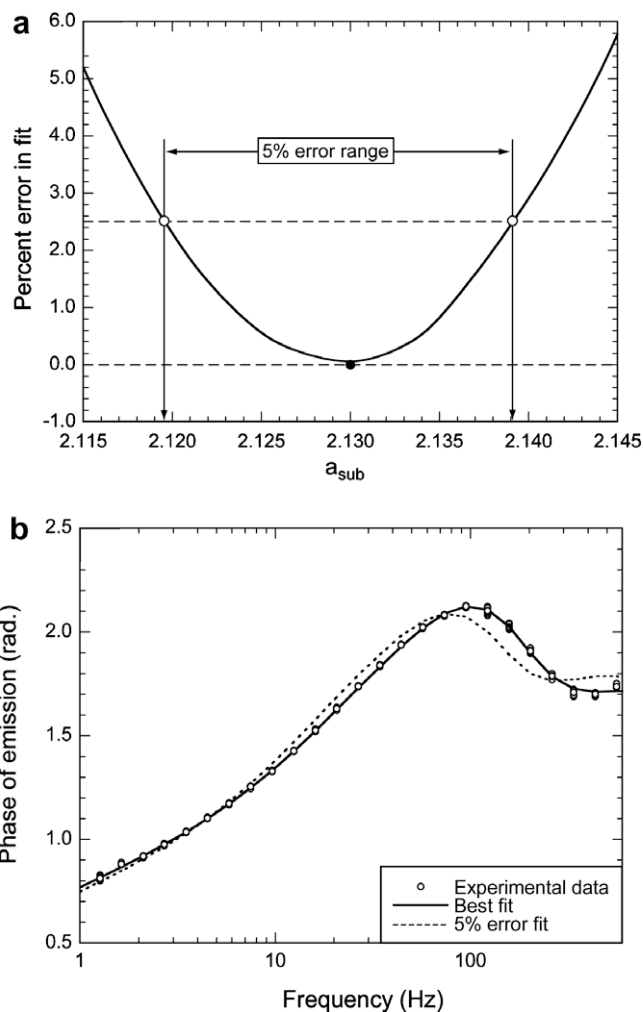 a
6.0
5.0
4.0
3.0
2.0
1.0
0.0
-1.0
Percent error in fit
5% error range
2.115 2.120 2.125 2.130 2.135 2.140 2.145
a_sub
b
2.5
2.0
1.5
1.0
0.5
Phase of emission (rad.)
Experimental data
Best fit
5% error fit
1 10 100
Frequency (Hz)